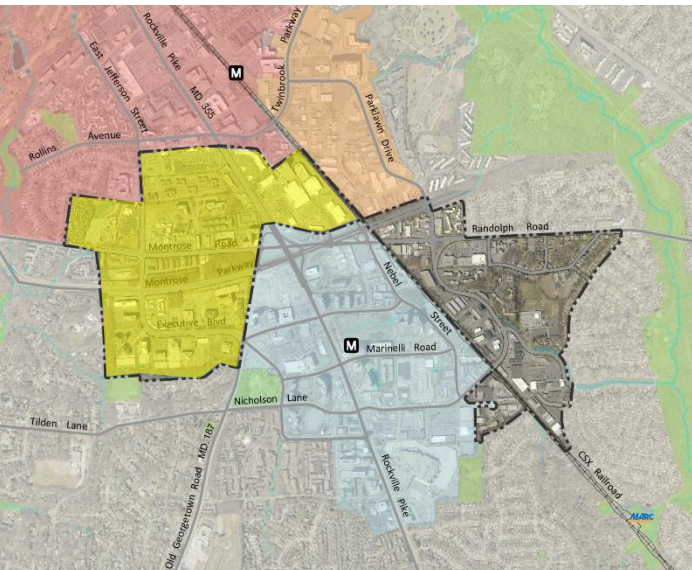 Rockville Pike MD. 355
East Jefferson Street
Parkway
Twinbrook
M
Parklawn Drive
Rollins Avenue
Randolph Road
Montrose Road
Montrose Parkway
Nebel Street
Executive Blvd
M
Marinelli Road
Nicholson Lane
Tilden Lane
Old Georgetown Road MD. 187
Rockville Pike
CSX Railroad
MARC